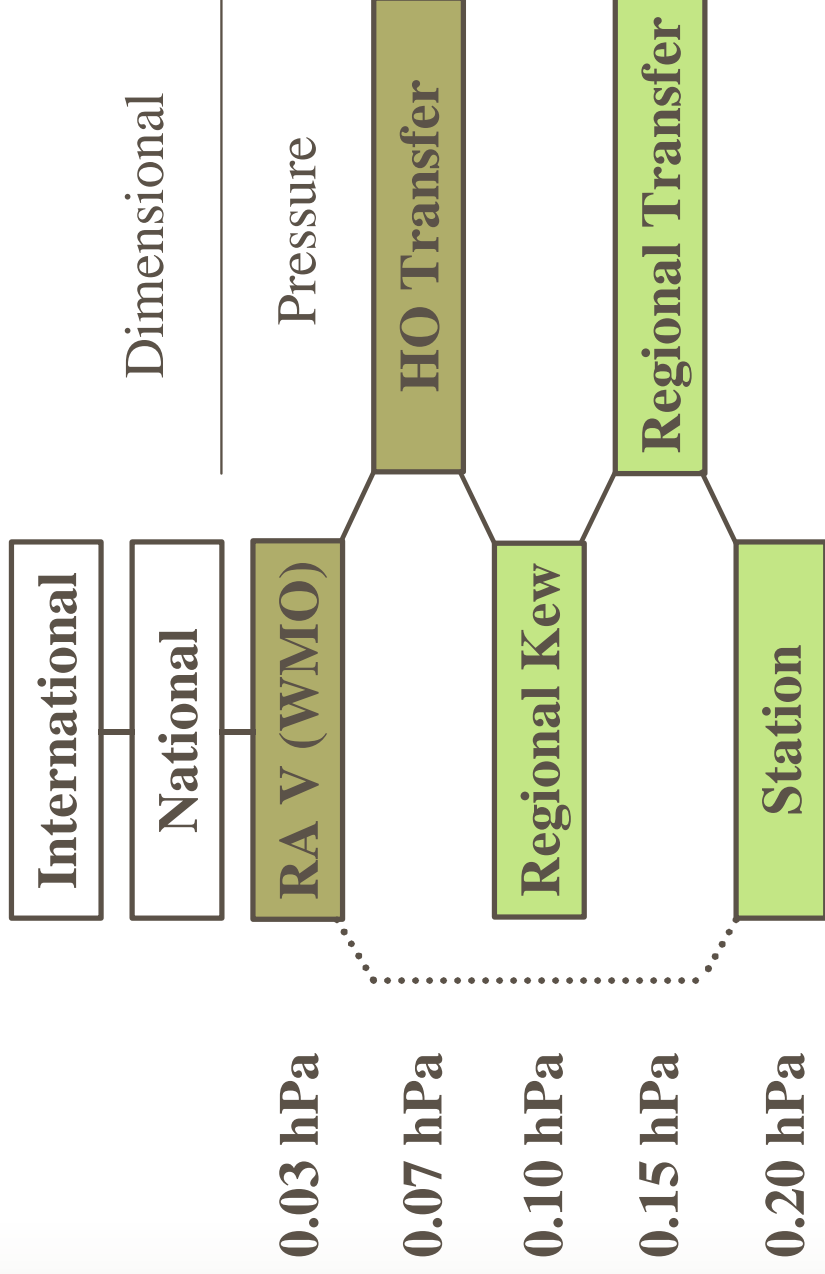 International
National
Dimensional
0.03 hPa
RA V (WMO)
Pressure
0.07 hPa
HO Transfer
0.10 hPa
Regional Kew
0.15 hPa
Regional Transfer
0.20 hPa
Station